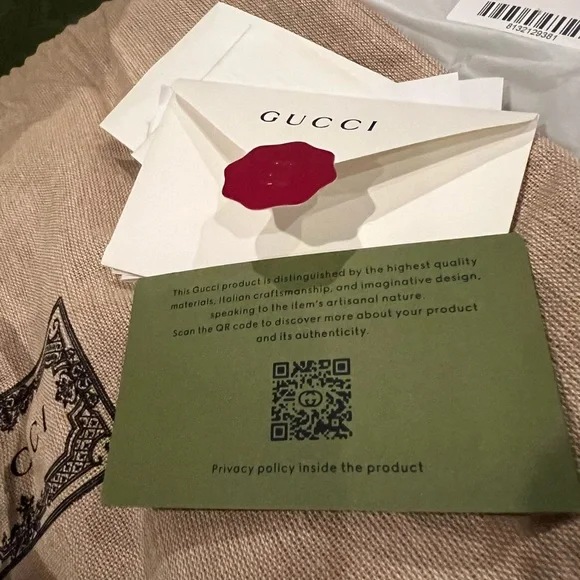 8132129381
GUCCI
This Gucci product is distinguished by the highest quality
materials, Italian craftsmanship, and imaginative design,
speaking to the item's artisanal nature.
Scan the QR code to discover more about your product
and its authenticity.
Privacy policy inside the product
CCI